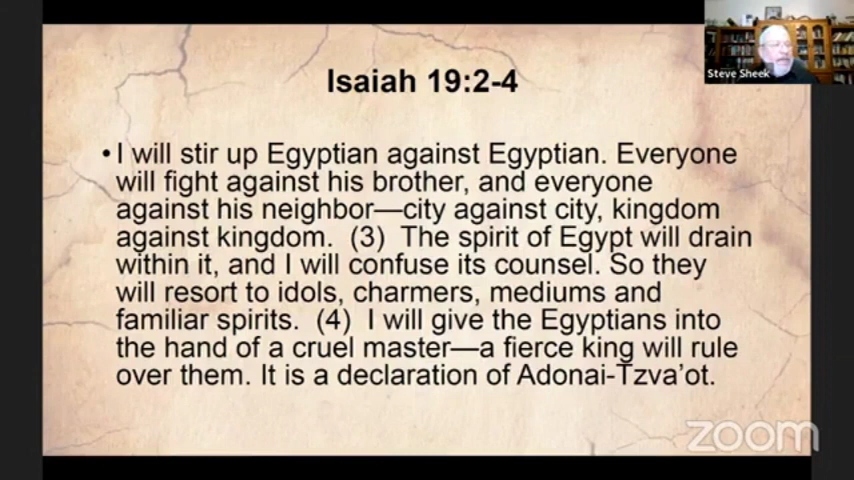 Steve Sheek
Isaiah 19:2-4
• I will stir up Egyptian against Egyptian. Everyone
will fight against his brother, and everyone
against his neighbor—city against city, kingdom
against kingdom. (3) The spirit of Egypt will drain
within it, and I will confuse its counsel. So they
will resort to idols, charmers, mediums and
familiar spirits. (4) I will give the Egyptians into
the hand of a cruel master—a fierce king will rule
over them. It is a declaration of Adonai-Tzva’ot.
zoom